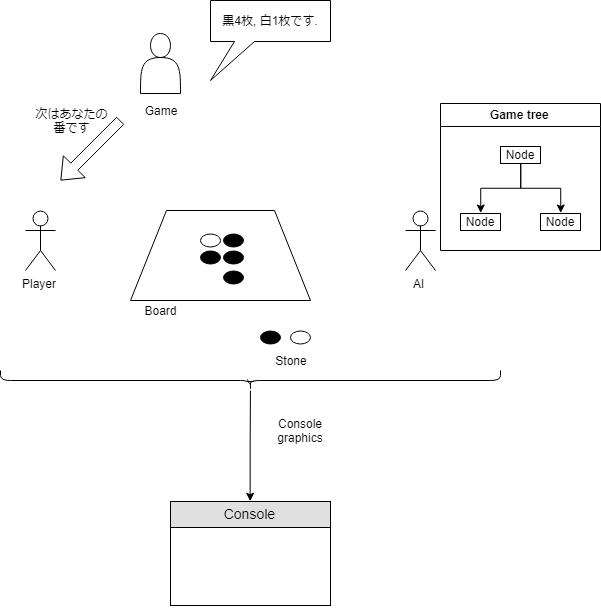 黒4枚, 白1枚です.
Game
次はあなたの
番です
Game tree
Node
Node
Node
Player
AI
Board
Stone
Console
graphics
Console